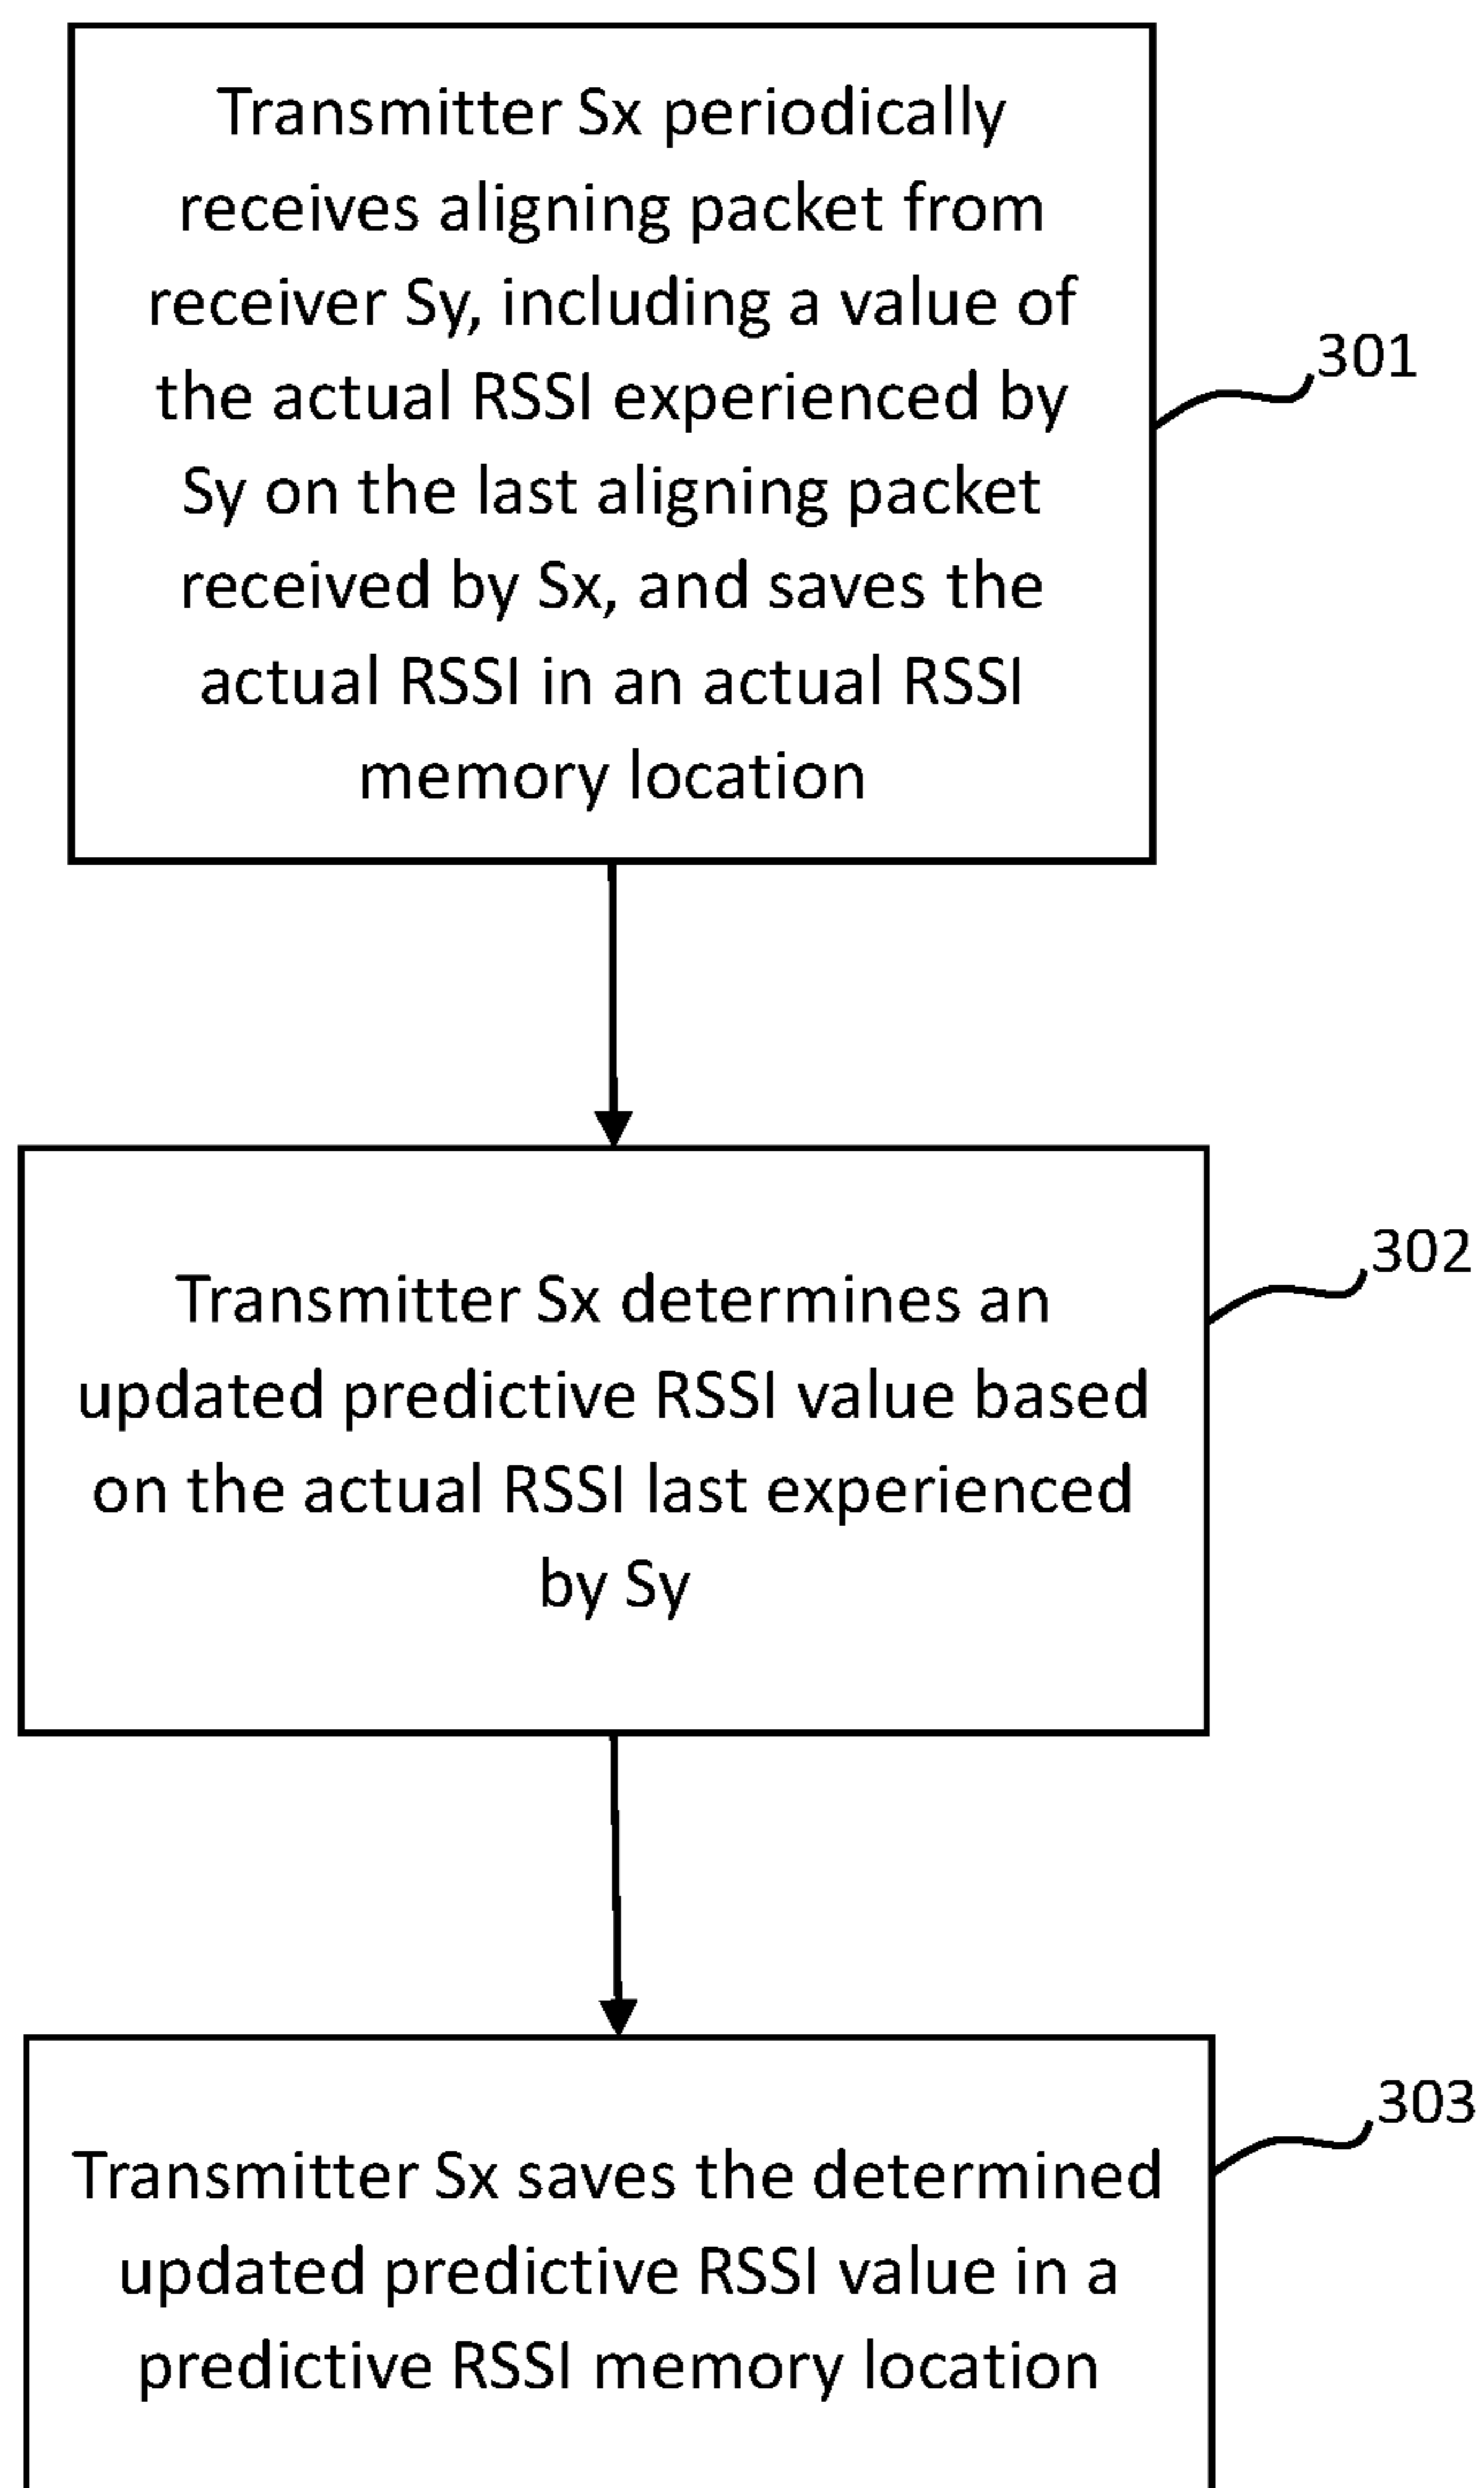 Transmitter Sx periodically
receives aligning packet from
receiver Sy, including a value of
the actual RSSI experienced by
Sy on the last aligning packet
received by Sx, and saves the
actual RSSI in an actual RSSI
memory location
301
Transmitter Sx determines an
updated predictive RSSI value based
on the actual RSSI last experienced
by Sy
302
Transmitter Sx saves the determined
updated predictive RSSI value in a
predictive RSSI memory location
303